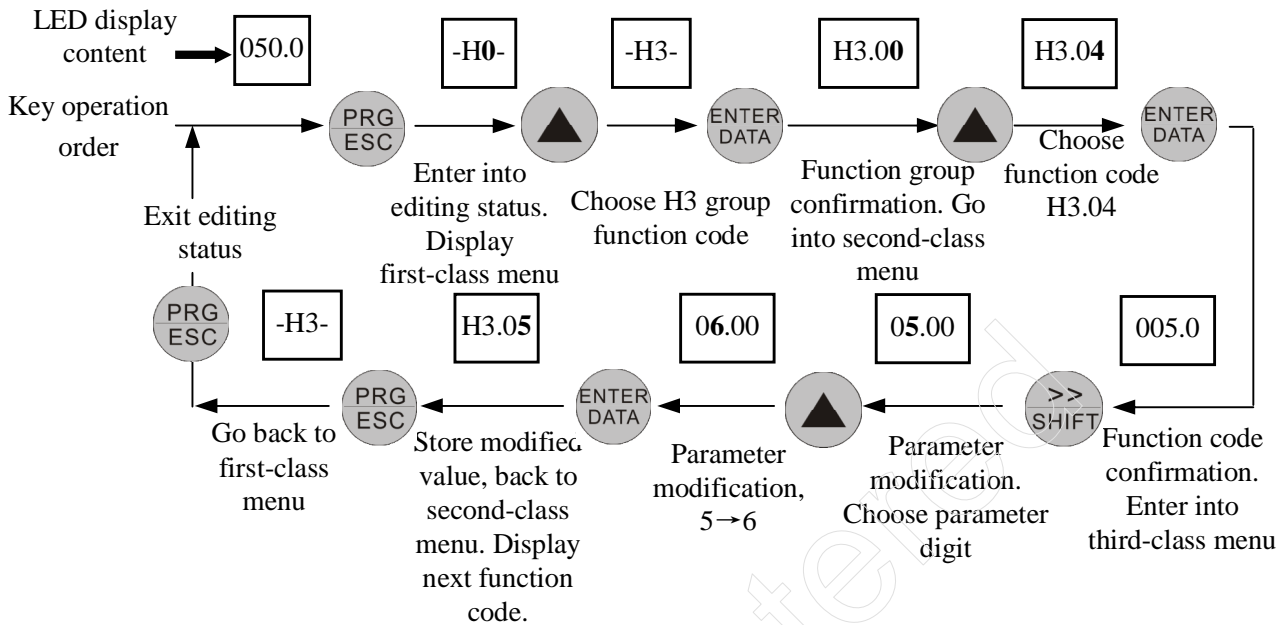 LED display
content
050.0
-H0-
-H3-
H3.00
H3.04
Key operation
order
PRG
ESC
ENTER
DATA
ENTER
DATA
Enter into
editing status.
Display
first-class menu
Choose H3 group
function code
Function group
confirmation. Go
into second-class
menu
Choose
function code
H3.04
Exit editing
status
PRG
ESC
-H3-
H3.05
06.00
05.00
005.0
PRG
ESC
ENTER
DATA
>>
SHIFT
Go back to
first-class
menu
Store modified
value, back to
second-class
menu. Display
next function
code.
Parameter
modification,
5→6
Parameter
modification.
Choose parameter
digit
Function code
confirmation.
Enter into
third-class menu
tered